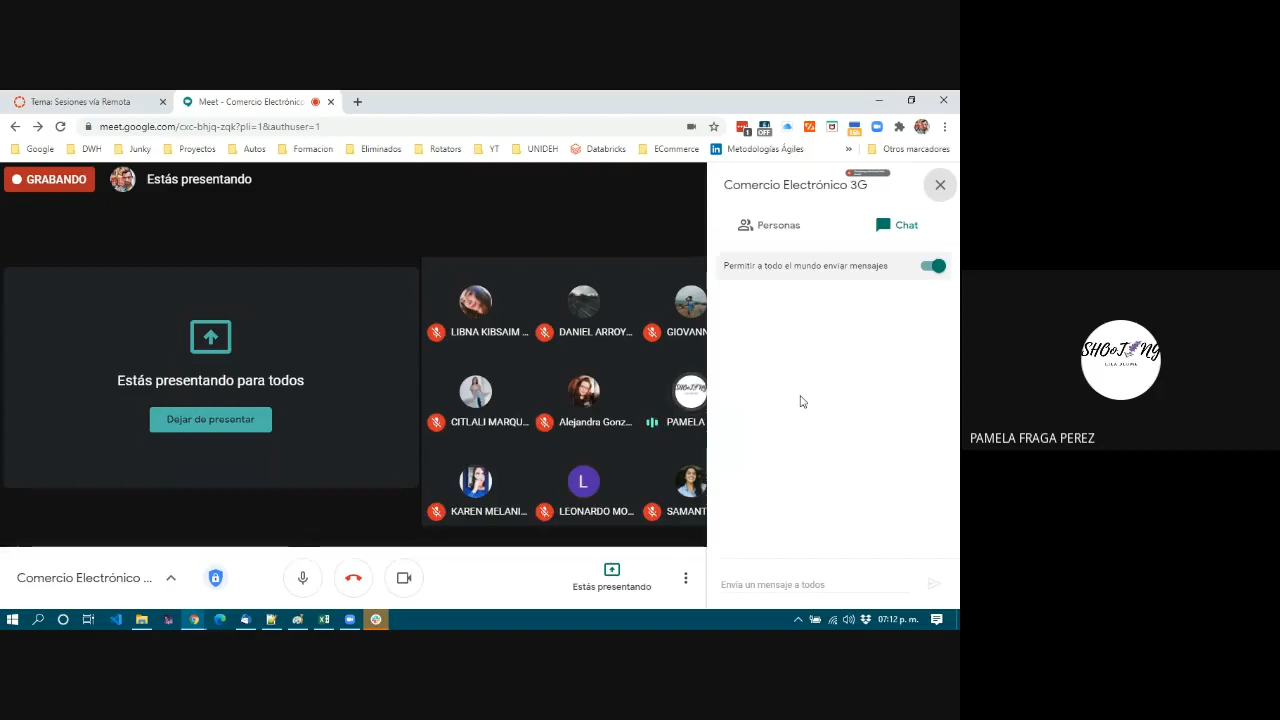 Tema: Sesiones vía Remota
Meet - Comercio Electrónico
meet.google.com/cxc-bhjq-zqk?pli=1&authuser=1
1
OFF
Google
DWH
Junky
Proyectos
Autos
Formacion
Eliminados
Rotators
YT
UNIDEH
Databricks
ECommerce
Metodologías Ágiles
»
Otros marcadores
GRABANDO
Estás presentando
Comercio Electrónico 3G
Personas
Chat
Permitir a todo el mundo enviar mensajes
Estás presentando para todos
Dejar de presentar
LIBNA KIBSAIM ...
DANIEL ARROY...
GIOVANN
CITLALI MARQU...
Alejandra Gonz...
PAMELA
L
KAREN MELANI...
LEONARDO MO...
SAMANT
SHOOTING
PAMELA FRAGA PEREZ
Envía un mensaje a todos
Comercio Electrónico ...
Estás presentando
07:12 p. m.